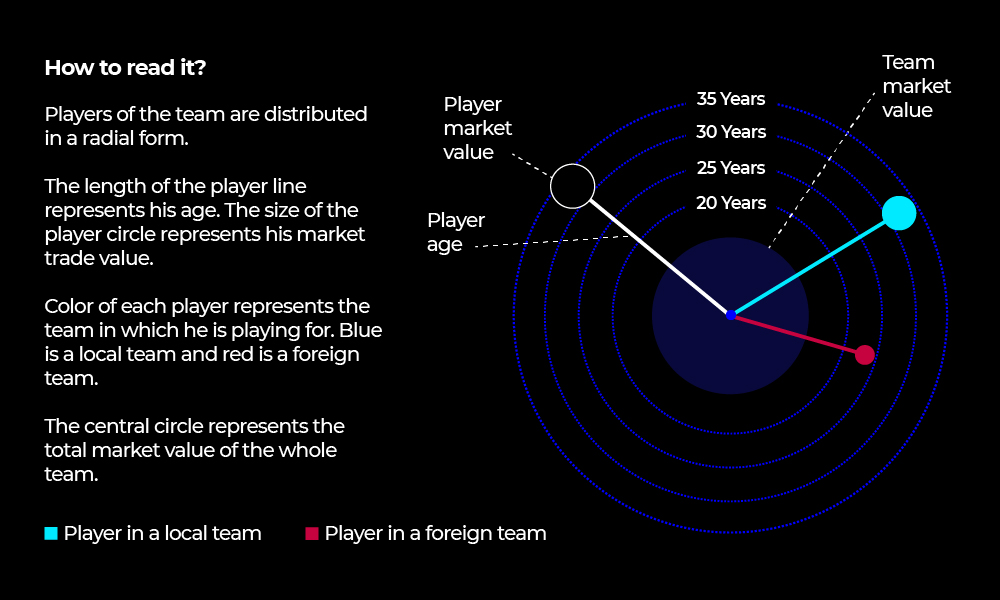 How to read it?
Players of the team are distributed
in a radial form.
The length of the player line
represents his age. The size of the
player circle represents his market
trade value.
Color of each player represents the
team in which he is playing for. Blue
is a local team and red is a foreign
team.
The central circle represents the
total market value of the whole
team.
Player in a local team
Player in a foreign team
Player
market
value
Player
age
35 Years
30 Years
25 Years
20 Years
Team
market
value